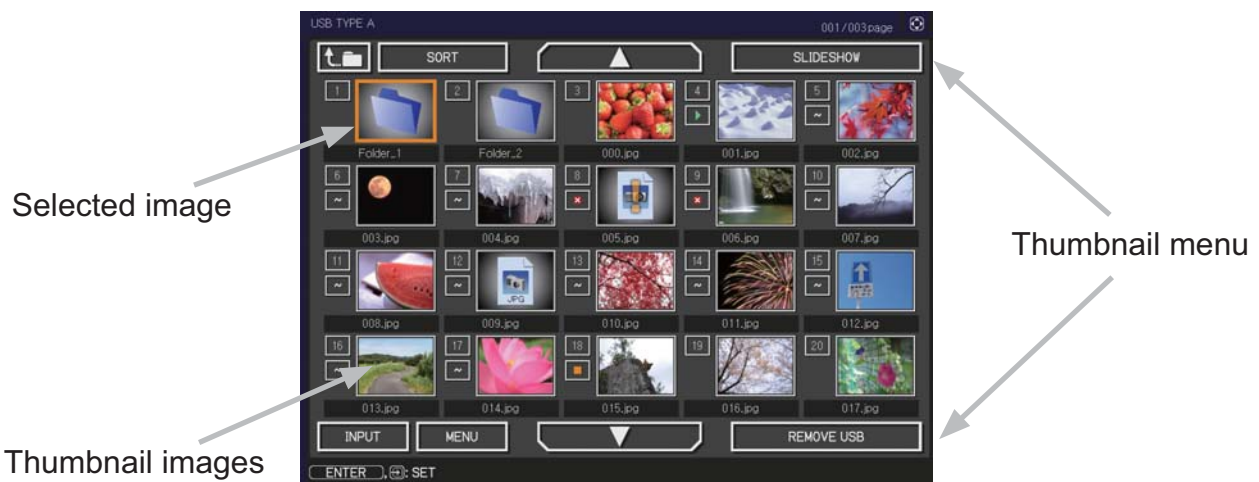 USB TYPE A 001/003page
SORT SLIDESHOW
1 2 3 4 5
~
Folder_1 Folder_2 000.jpg 001.jpg 002.jpg
6 7 8 9 10
~ ~ ~
Selected image
003.jpg 004.jpg 005.jpg 006.jpg 007.jpg
Thumbnail menu
11 12 13 14 15
~ ~ ~ ~ ~
JPG
008.jpg 009.jpg 010.jpg 011.jpg 012.jpg
16 17 18 19 20
~ ~
013.jpg 014.jpg 015.jpg 016.jpg 017.jpg
INPUT MENU REMOVE USB
Thumbnail images
ENTER , : SET